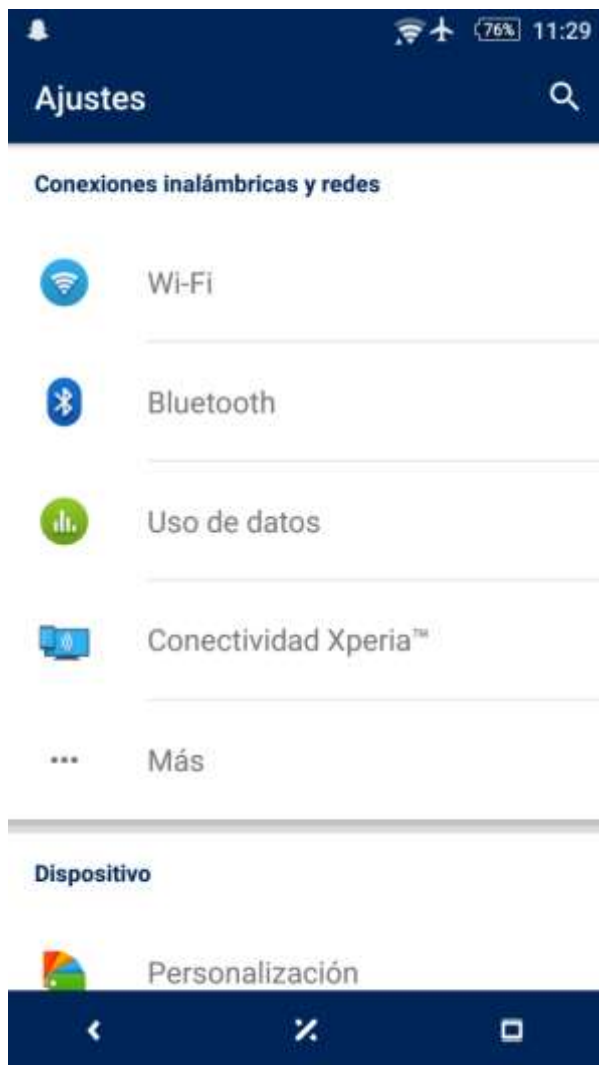 76% 11:29
Ajustes
Conexiones inalámbricas y redes
Wi-Fi
Bluetooth
Uso de datos
Conectividad Xperia™
Más
Dispositivo
Personalización